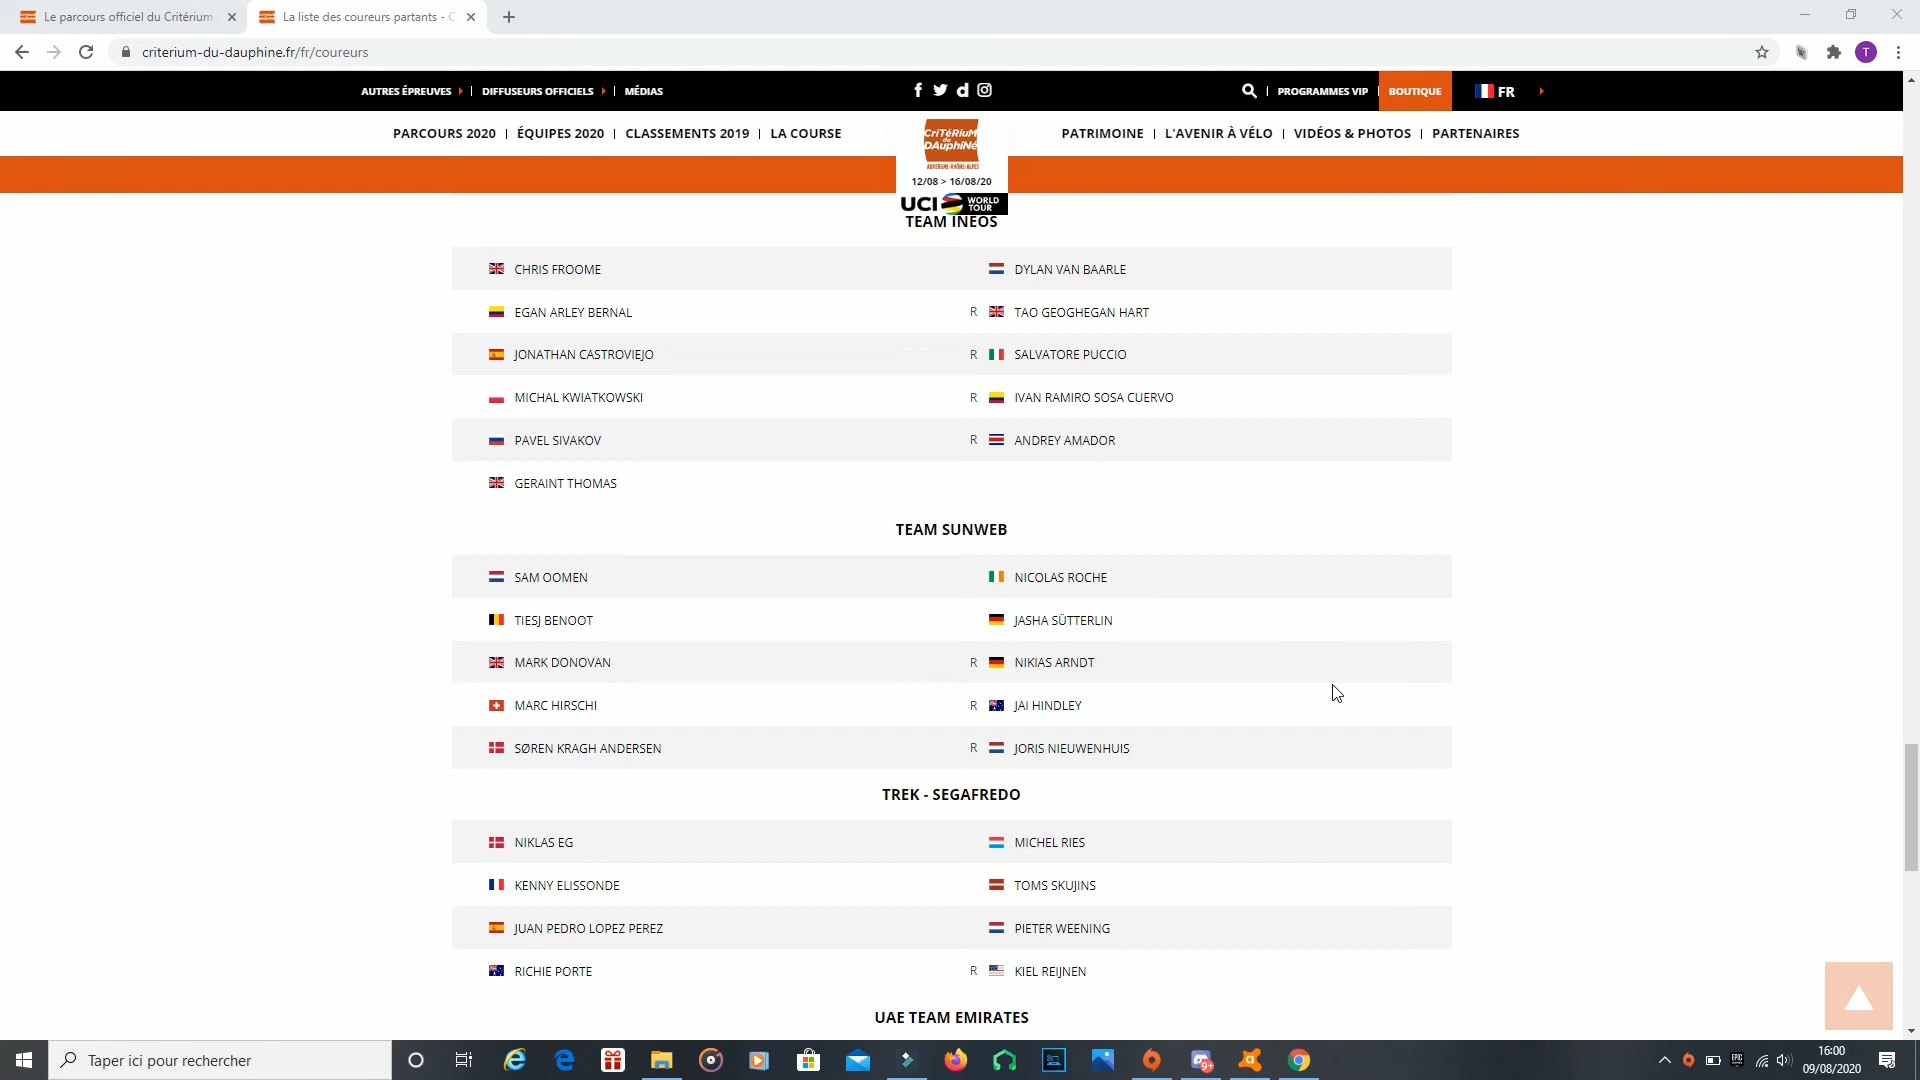 Le parcours officiel du Critérium
La liste des coureurs partants - C
criterium-du-dauphine.fr/fr/coureurs
T
AUTRES ÉPREUVES | DIFFUSEURS OFFICIELS | MÉDIAS
PROGRAMMES VIP | BOUTIQUE
FR
PARCOURS 2020 | ÉQUIPES 2020 | CLASSEMENTS 2019 | LA COURSE
CriTéRiuM
du
DAuphiNé
AUVERGNE-RHÔNE-ALPES
12/08 > 16/08/20
UCI WORLD TOUR
PATRIMOINE | L'AVENIR À VÉLO | VIDÉOS & PHOTOS | PARTENAIRES
TEAM INEOS
CHRIS FROOME
DYLAN VAN BAARLE
EGAN ARLEY BERNAL
R TAO GEOGHEGAN HART
JONATHAN CASTROVIEJO
R SALVATORE PUCCIO
MICHAL KWIATKOWSKI
R IVAN RAMIRO SOSA CUERVO
PAVEL SIVAKOV
R ANDREY AMADOR
GERAINT THOMAS
TEAM SUNWEB
SAM OOMEN
NICOLAS ROCHE
TIESJ BENOOT
JASHA SÜTTERLIN
MARK DONOVAN
R NIKIAS ARNDT
MARC HIRSCHI
R JAI HINDLEY
SØREN KRAGH ANDERSEN
R JORIS NIEUWENHUIS
TREK - SEGAFREDO
NIKLAS EG
MICHEL RIES
KENNY ELISSONDE
TOMS SKUJINS
JUAN PEDRO LOPEZ PEREZ
PIETER WEENING
RICHIE PORTE
R KIEL REIJNEN
UAE TEAM EMIRATES
Taper ici pour rechercher
9+
EPIC
16:00
09/08/2020